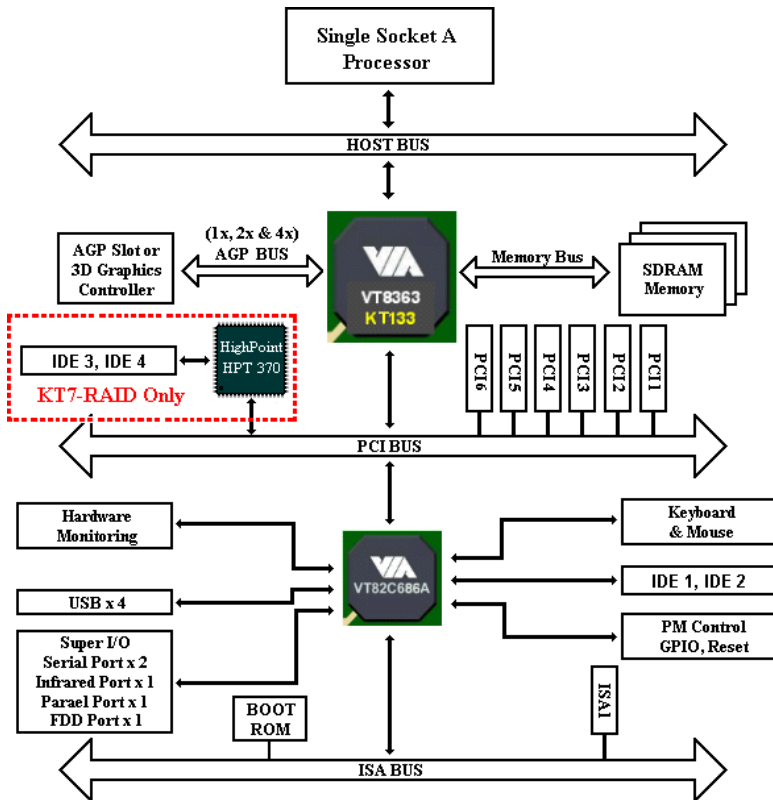 Single Socket A
Processor
HOST BUS
(1x, 2x & 4x)
AGP BUS
AGP Slot or
3D Graphics
Controller
VIA
VT8363
KT133
Memory Bus
SDRAM
Memory
IDE 3, IDE 4
HighPoint
HPT 370
KT7-RAID Only
PCI6
PCI5
PCI4
PCI3
PCI2
PCI1
PCI BUS
Hardware
Monitoring
Keyboard
& Mouse
VIA
VT82C686A
IDE 1, IDE 2
USB x 4
PM Control
GPIO, Reset
Super I/O
Serial Port x 2
Infrared Port x 1
Parael Port x 1
FDD Port x 1
BOOT
ROM
ISA1
ISA BUS